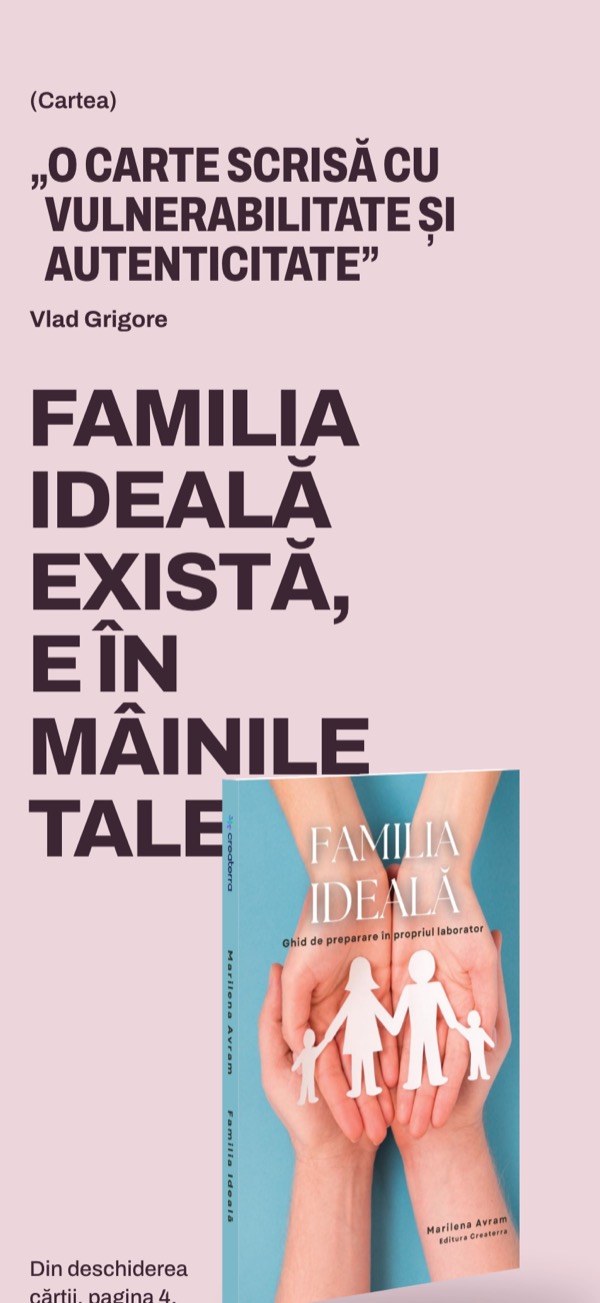 (Cartea)
„O CARTE SCRISĂ CU
VULNERABILITATE ȘI
AUTENTICITATE”
Vlad Grigore
FAMILIA
IDEALĂ
EXISTĂ,
E ÎN
MÂINILE
TALE
createrra
Marilena Avram
Familia Ideală
FAMILIA
IDEALĂ
Ghid de preparare în propriul laborator
Marilena Avram
Editura Createrra
Din deschiderea
cărții, pagina 4.